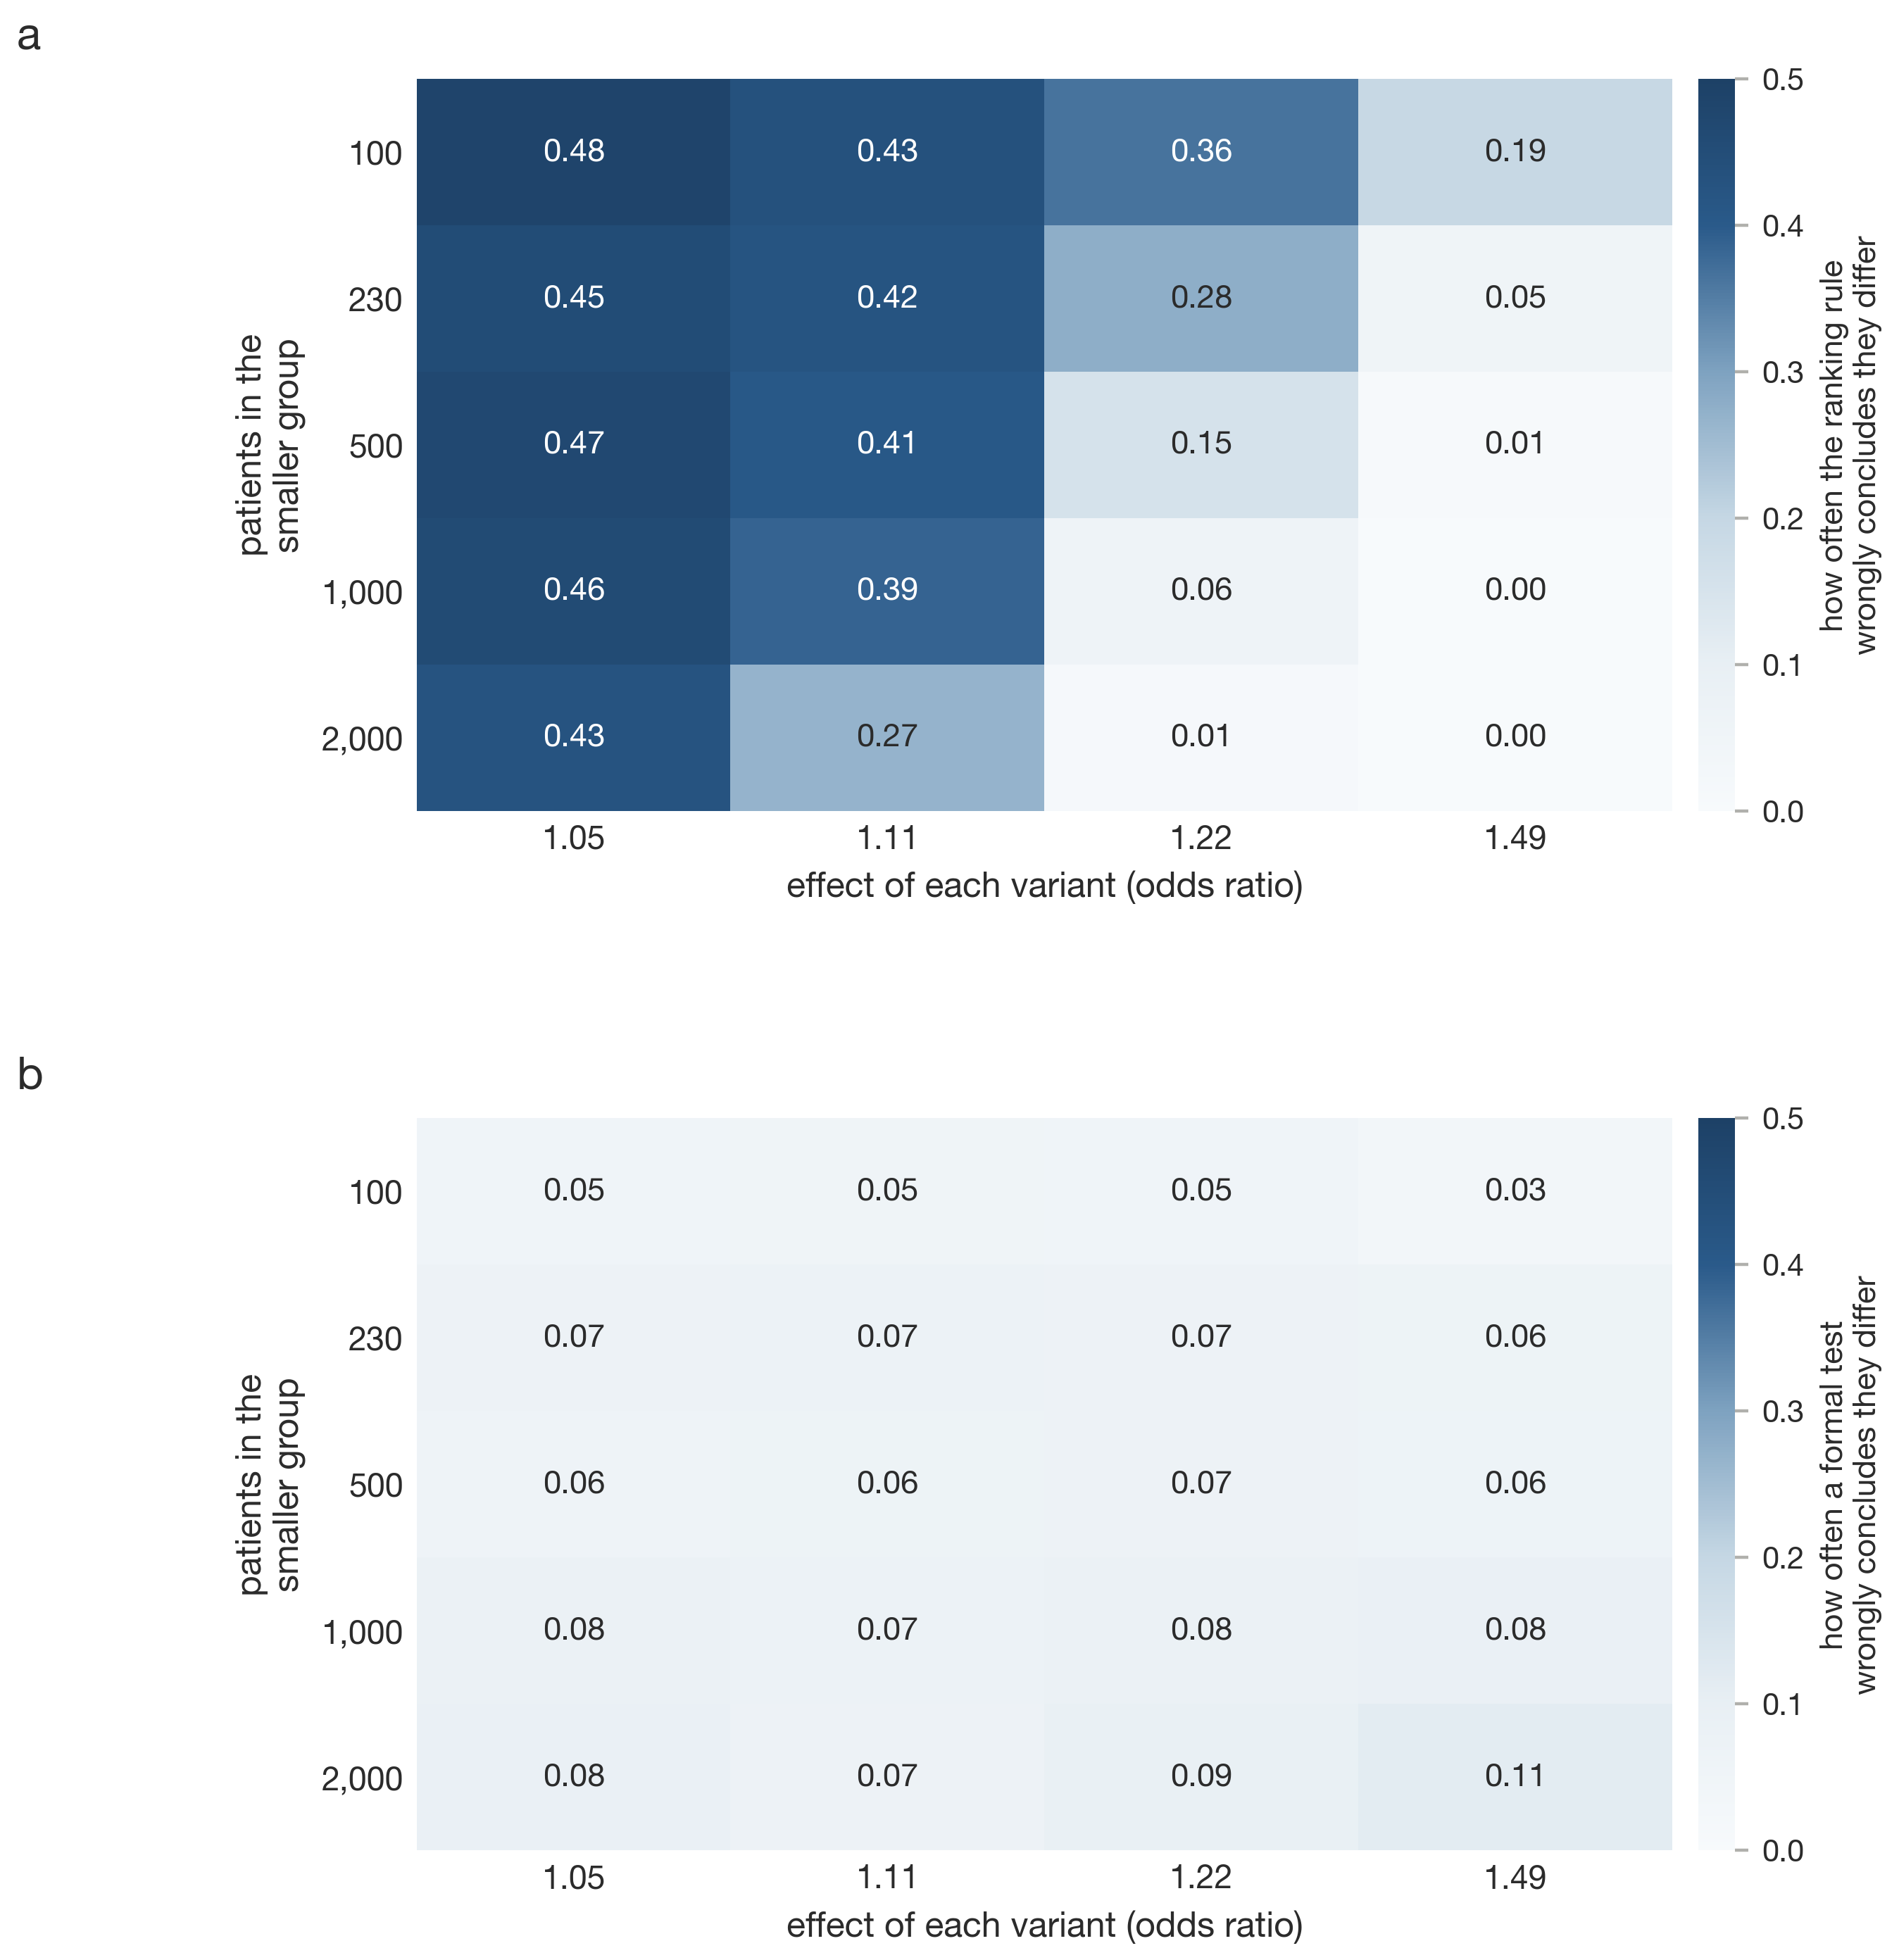 a
100 0.48 0.43 0.36 0.19
230 0.45 0.42 0.28 0.05
500 0.47 0.41 0.15 0.01
1,000 0.46 0.39 0.06 0.00
2,000 0.43 0.27 0.01 0.00
1.05 1.11 1.22 1.49
effect of each variant (odds ratio)
patients in the
smaller group
0.5
0.4
0.3
0.2
0.1
0.0
how often the ranking rule
wrongly concludes they differ
b
100 0.05 0.05 0.05 0.03
230 0.07 0.07 0.07 0.06
500 0.06 0.06 0.07 0.06
1,000 0.08 0.07 0.08 0.08
2,000 0.08 0.07 0.09 0.11
1.05 1.11 1.22 1.49
effect of each variant (odds ratio)
patients in the
smaller group
0.5
0.4
0.3
0.2
0.1
0.0
how often a formal test
wrongly concludes they differ